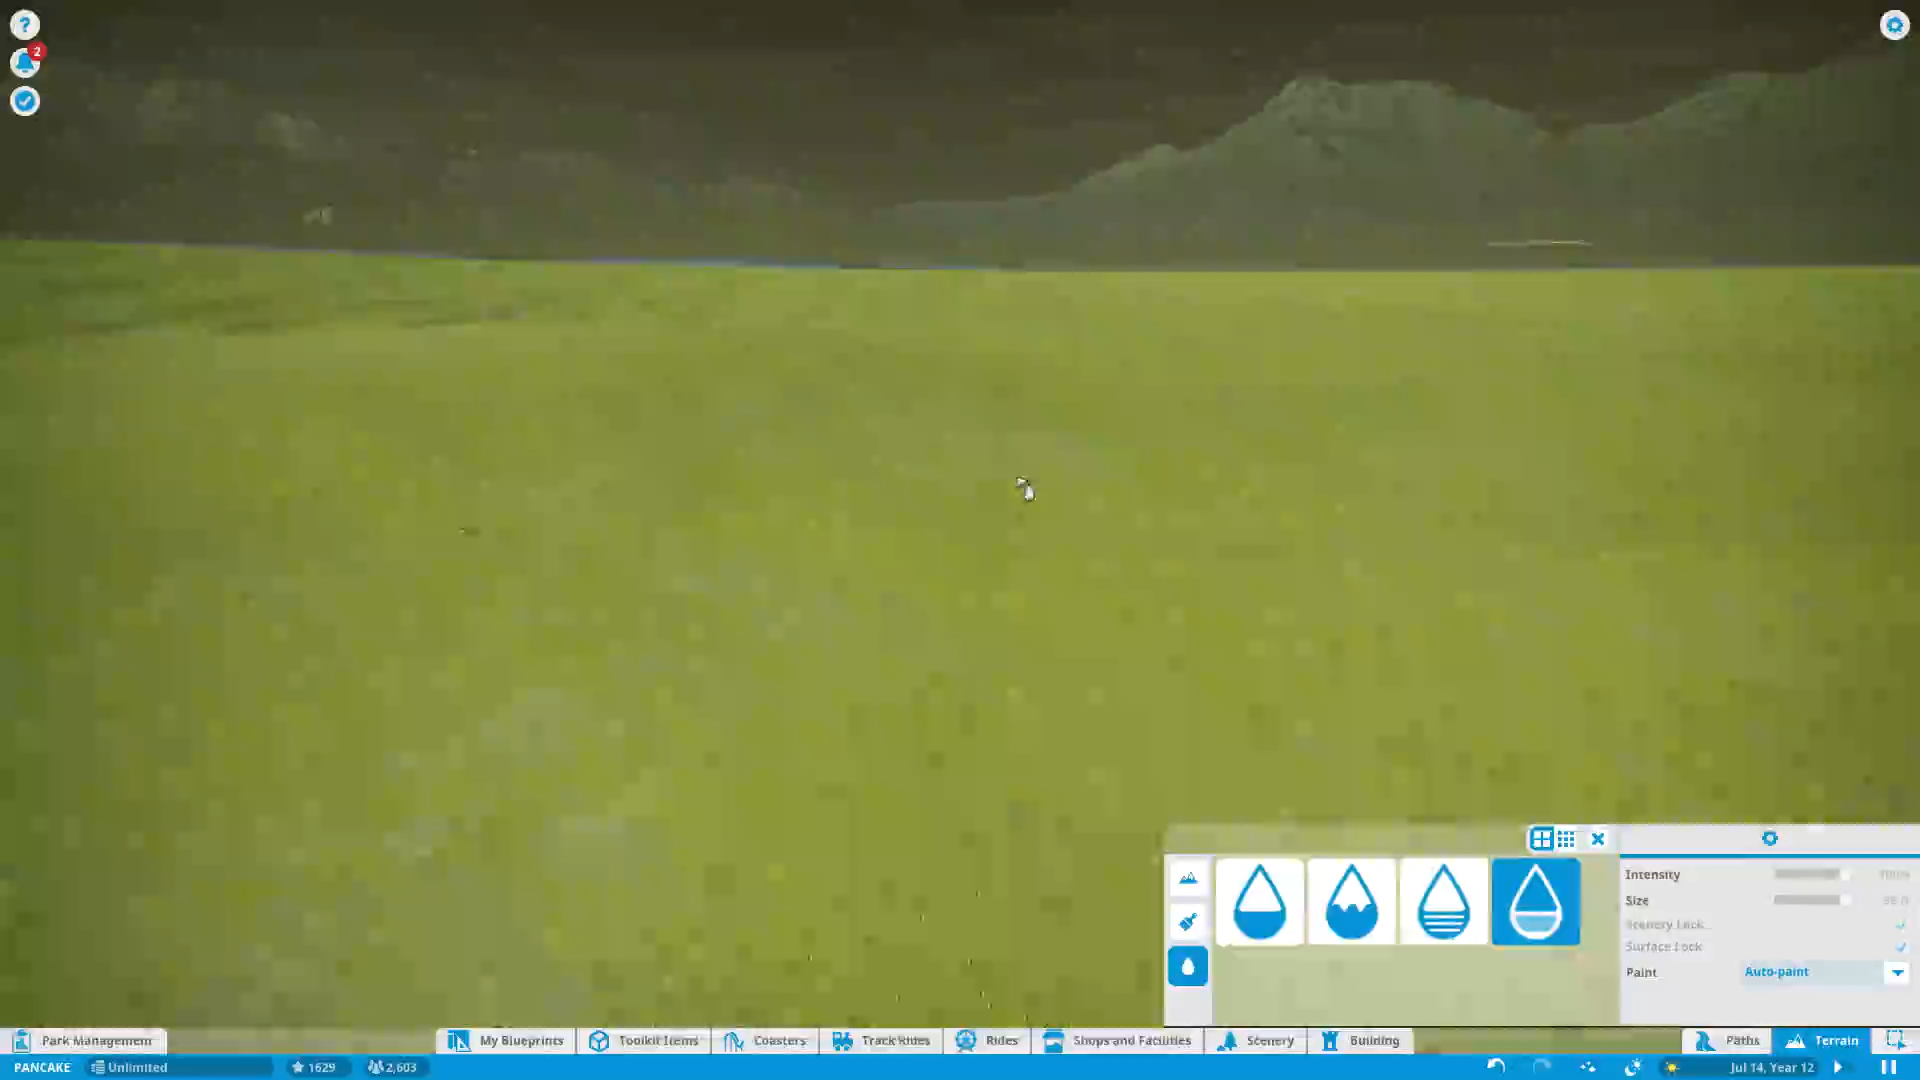 ?
2
Intensity
Size
Scenery Lock
Surface Lock
Paint Auto-paint
Park Management My Blueprints Toolkit Items Coasters Track Rides Rides Shops and Facilities Scenery Building Paths Terrain
PANCAKE Unlimited 1629 2,603 Jul 14, Year 12